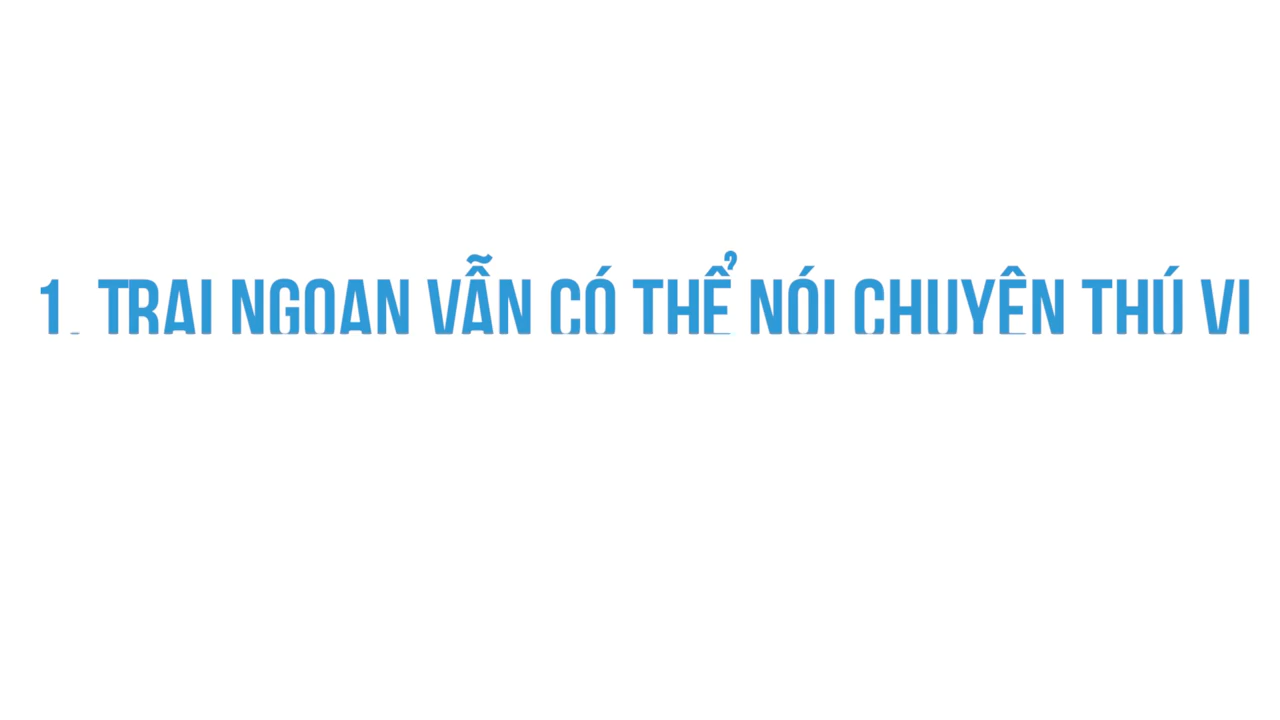 1. TRAI NGOAN VẪN CÓ THỂ NÓI CHUYỆN THÚ VỊ